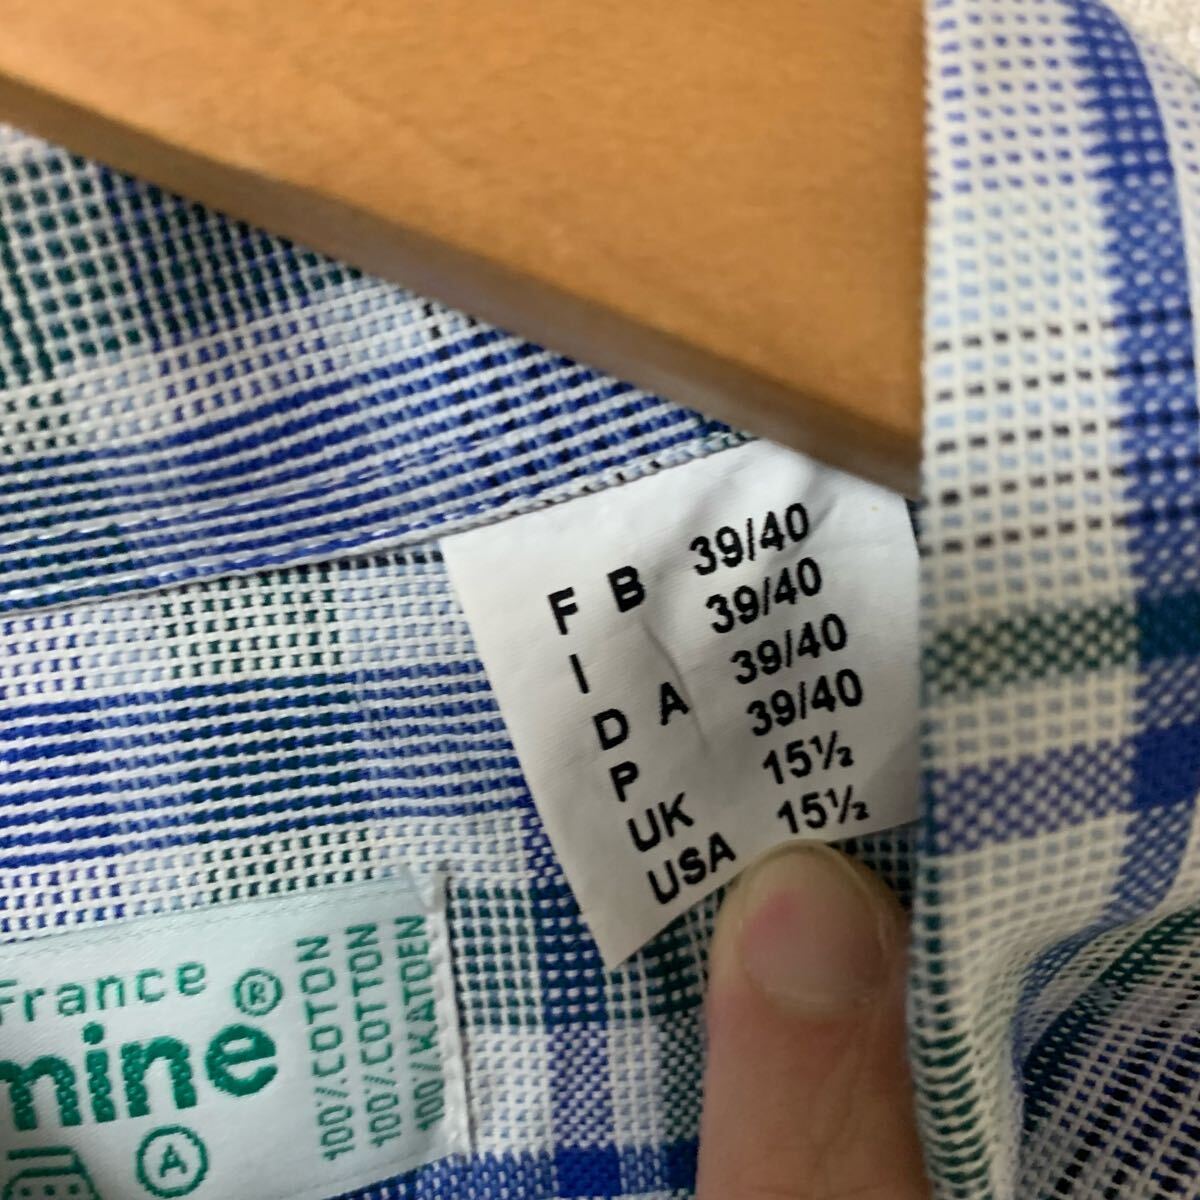 F B 39/40
I 39/40
D A 39/40
P 39/40
UK 15½
USA 15½
France
mine®
A
100% COTON
100% COTTON
100% KATOEN